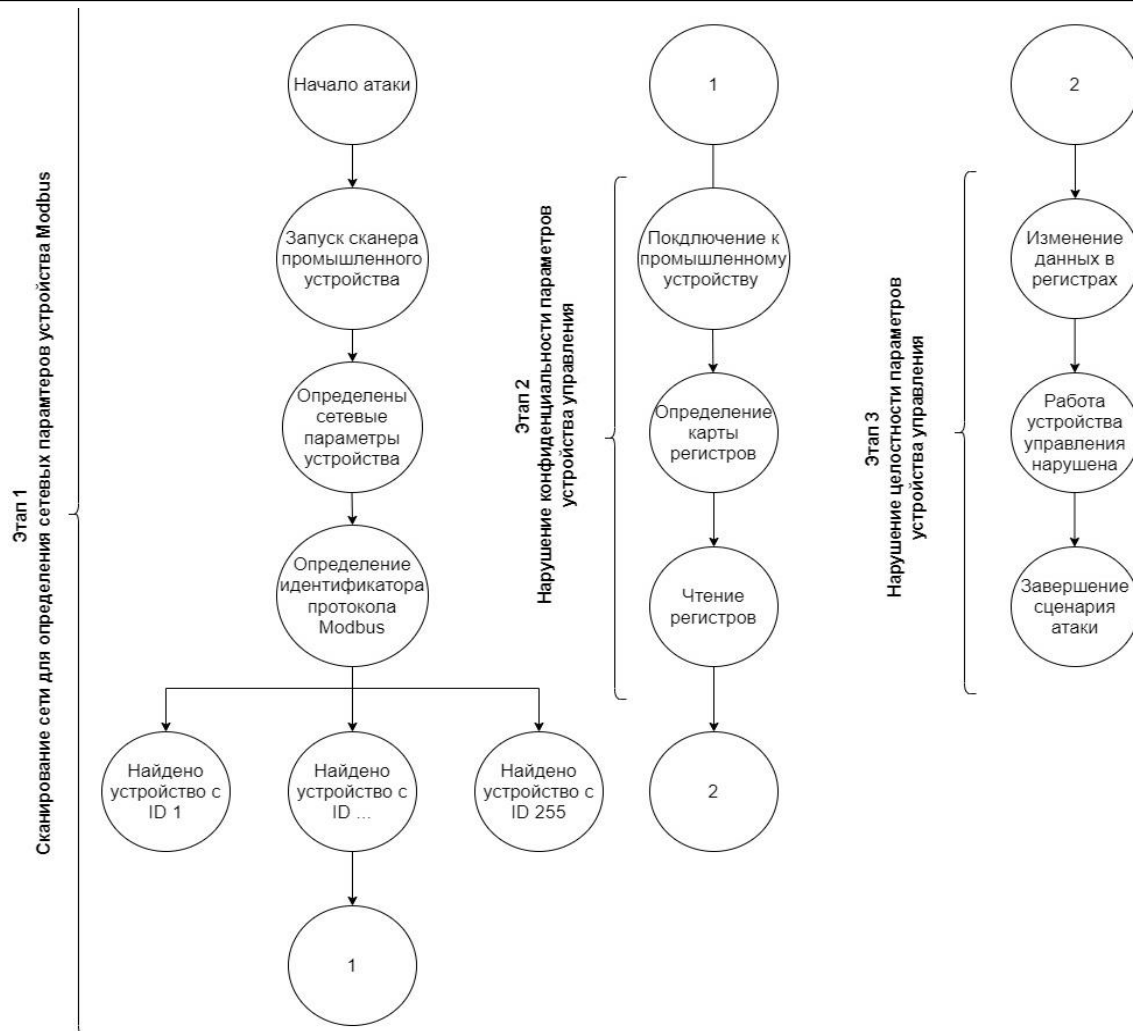 Этап 1
Сканирование сети для определения сетевых парамтеров устройства Modbus
Начало атаки
Запуск сканера
промышленного
устройства
Определены
сетевые
параметры
устройства
Определение
идентификатора
протокола
Modbus
Найдено
устройство с
ID 1
Найдено
устройство с
ID ...
Найдено
устройство с
ID 255
1
Этап 2
Нарушение конфиденциальности параметров
устройства управления
1
Покдлючение к
промышленному
устройству
Определение
карты
регистров
Чтение
регистров
2
Этап 3
Нарушение целостности параметров
устройства управления
2
Изменение
данных в
регистрах
Работа
устройства
управления
нарушена
Завершение
сценария
атаки